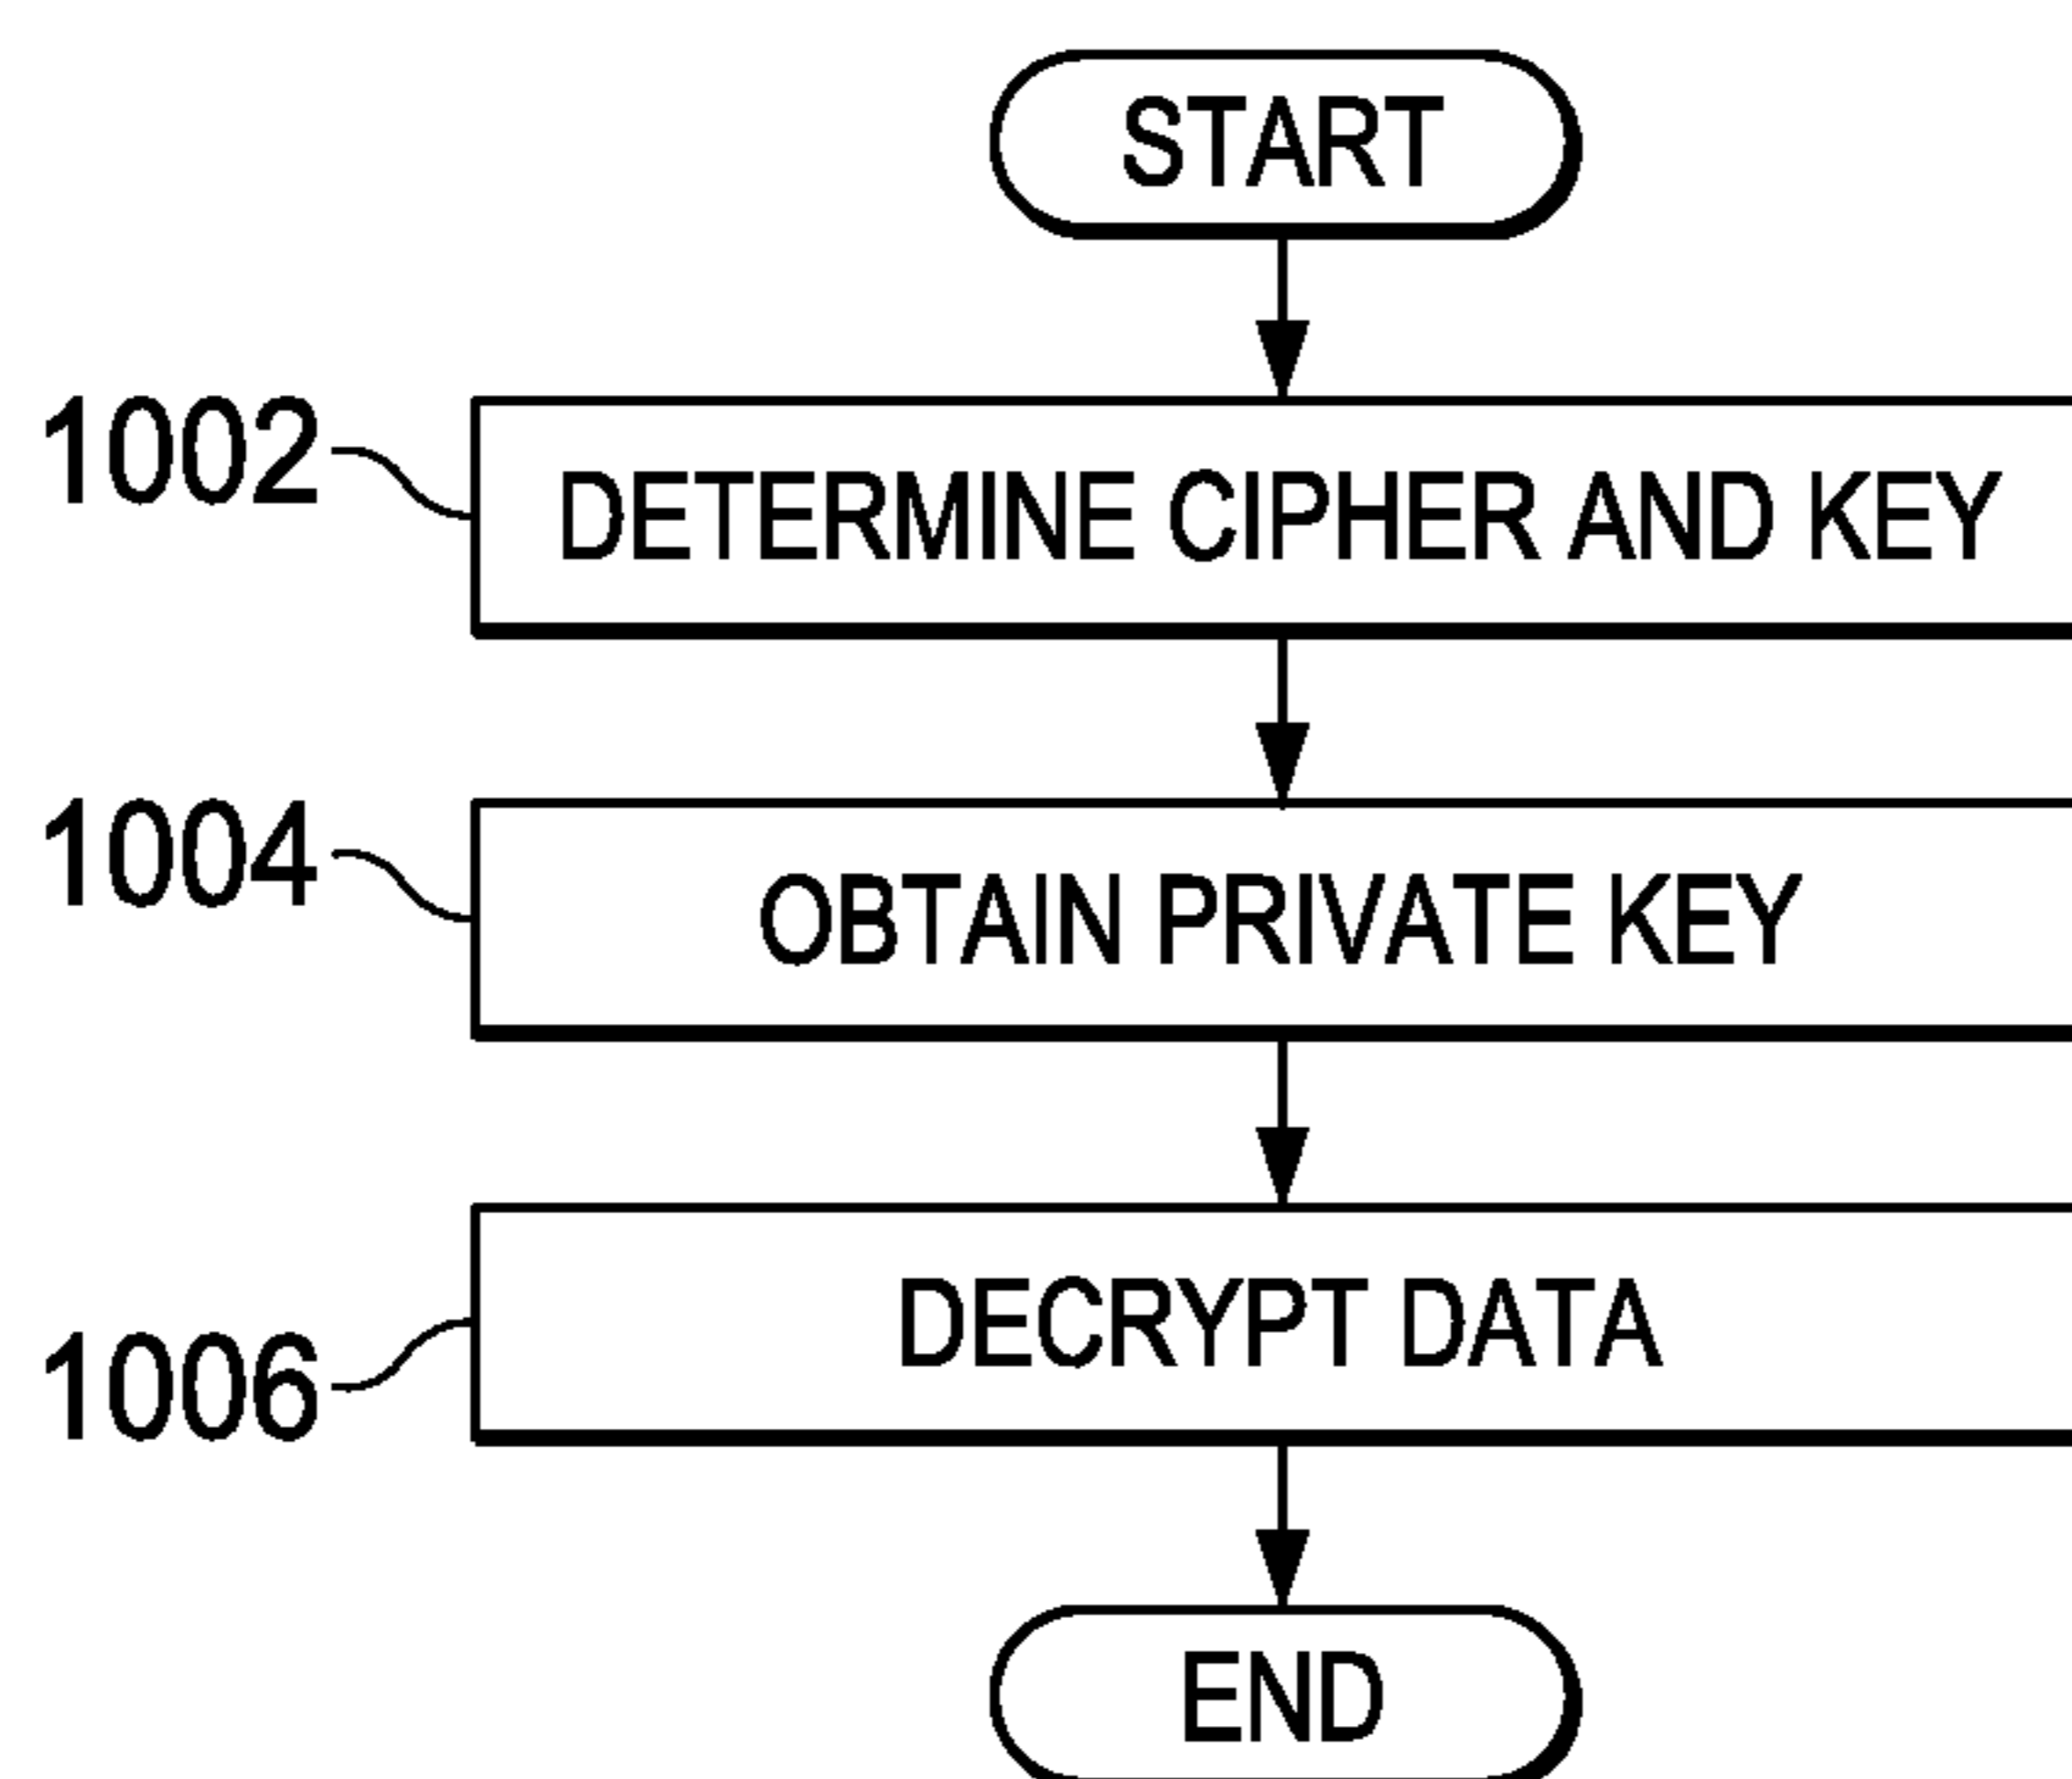 START
1002
DETERMINE CIPHER AND KEY
1004
OBTAIN PRIVATE KEY
1006
DECRYPT DATA
END